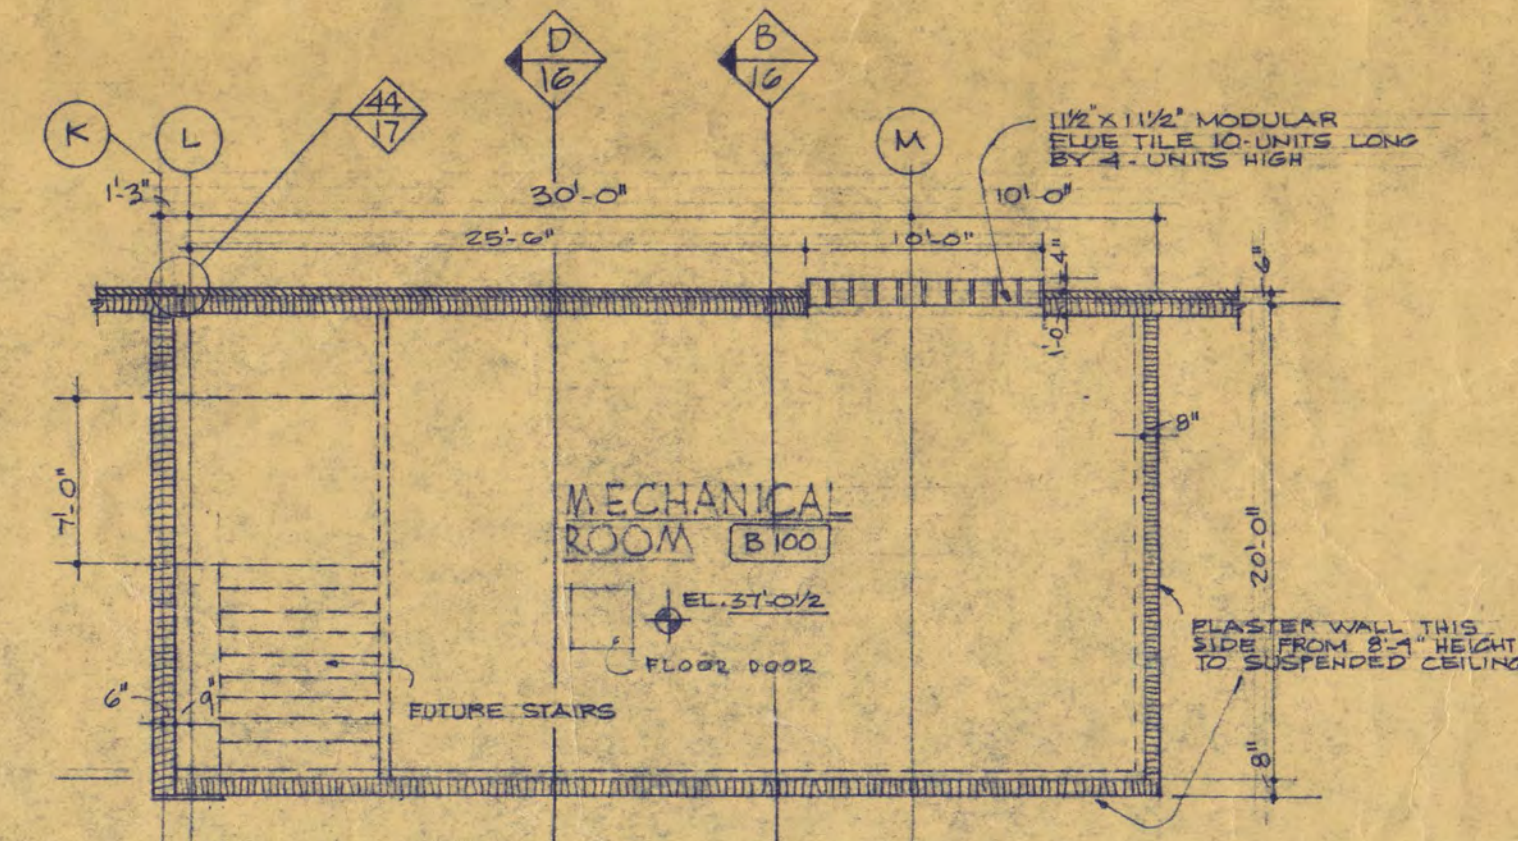 D
16
B
16
44
17
K
L
M
11½" X 11½" MODULAR
FLUE TILE 10-UNITS LONG
BY 4-UNITS HIGH
1'-3"
30'-0"
10'-0"
25'-6"
10'-0"
4"
6"
1'-0"
8"
7'-0"
MECHANICAL
ROOM
B 100
20'-0"
EL. 37'-0½
FLOOR DOOR
PLASTER WALL THIS
SIDE FROM 8'-4" HEIGHT
TO SUSPENDED CEILING
6"
9"
FUTURE STAIRS
8"